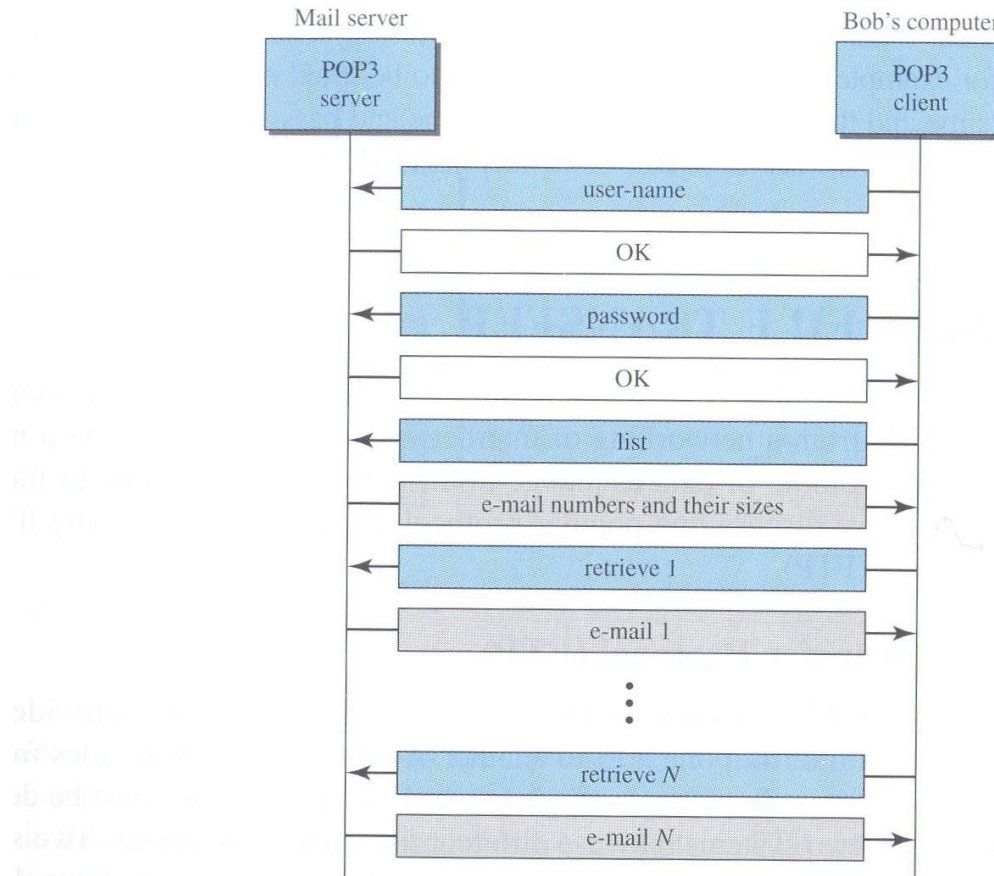 Mail server
Bob's computer
POP3
server
POP3
client
user-name
OK
password
OK
list
e-mail numbers and their sizes
retrieve 1
e-mail 1
retrieve N
e-mail N